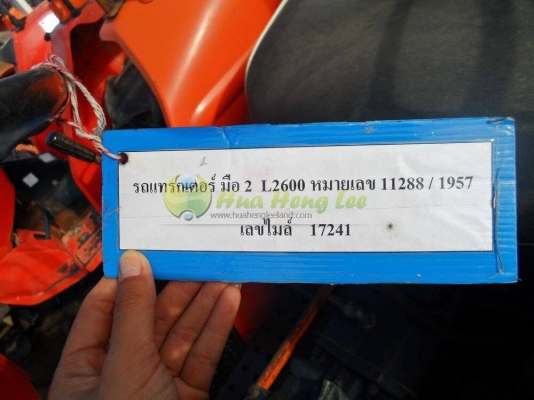 รถแทรกเตอร์ มือ 2 L2600 หมายเลข 11288 / 1957
Hua Heng Lee
www.huahengleeland.com
เลขไมล์ 17241